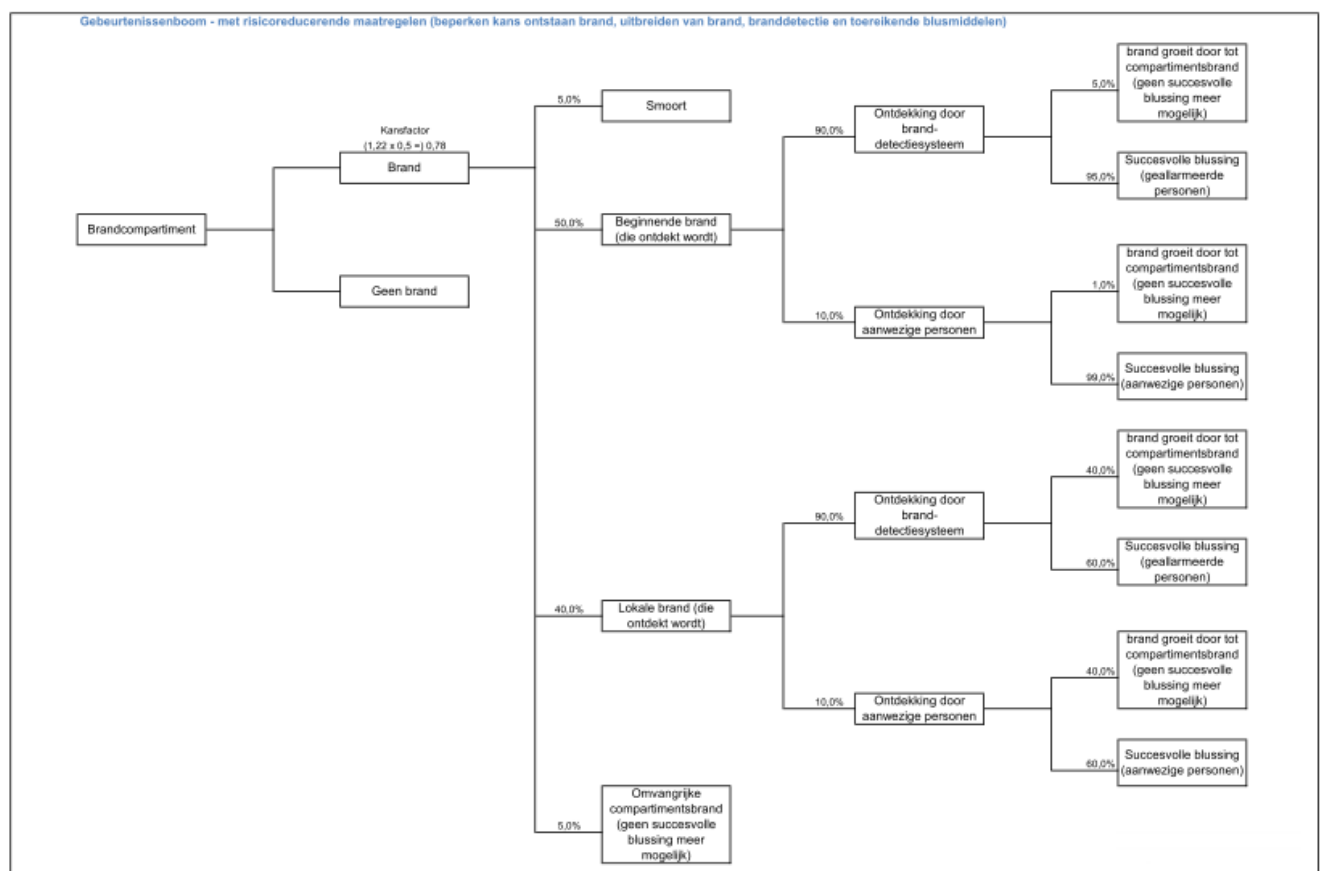 Gebeurtenissenboom - met risicoreducerende maatregelen (beperken kans ontstaan brand, uitbreiden van brand, branddetectie en toereikende blusmiddelen)
brand groeit door tot
compartimentsbrand
(geen succesvolle
blussing meer
mogelijk)
5,0%
5,0%
Smoort
Ontdekking door
brand-
detectiesysteem
90,0%
Kansfactor
(1,22 x 0,5 =) 0,78
Brand
Succesvolle blussing
(geallarmeerde
personen)
95,0%
Brandcompartiment
50,0%
Beginnende brand
(die ontdekt wordt)
brand groeit door tot
compartimentsbrand
(geen succesvolle
blussing meer
mogelijk)
1,0%
Geen brand
10,0%
Ontdekking door
aanwezige personen
Succesvolle blussing
(aanwezige personen)
99,0%
brand groeit door tot
compartimentsbrand
(geen succesvolle
blussing meer
mogelijk)
40,0%
Ontdekking door
brand-
detectiesysteem
90,0%
Succesvolle blussing
(geallarmeerde
personen)
60,0%
40,0%
Lokale brand (die
ontdekt wordt)
brand groeit door tot
compartimentsbrand
(geen succesvolle
blussing meer
mogelijk)
40,0%
10,0%
Ontdekking door
aanwezige personen
Succesvolle blussing
(aanwezige personen)
60,0%
5,0%
Omvangrijke
compartimentsbrand
(geen succesvolle
blussing meer
mogelijk)